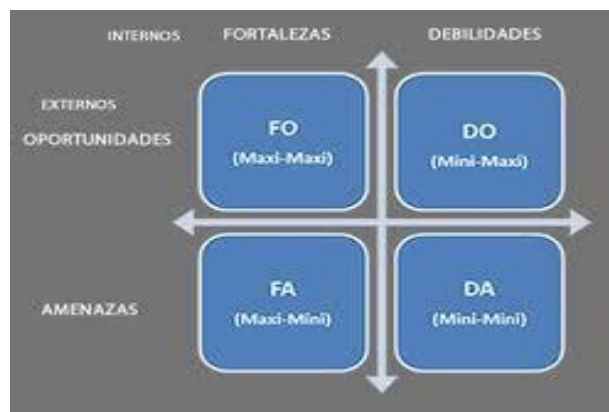 INTERNOS FORTALEZAS DEBILIDADES
EXTERNOS
OPORTUNIDADES
FO
(Maxi-Maxi)
DO
(Mini-Maxi)
AMENAZAS
FA
(Maxi-Mini)
DA
(Mini-Mini)